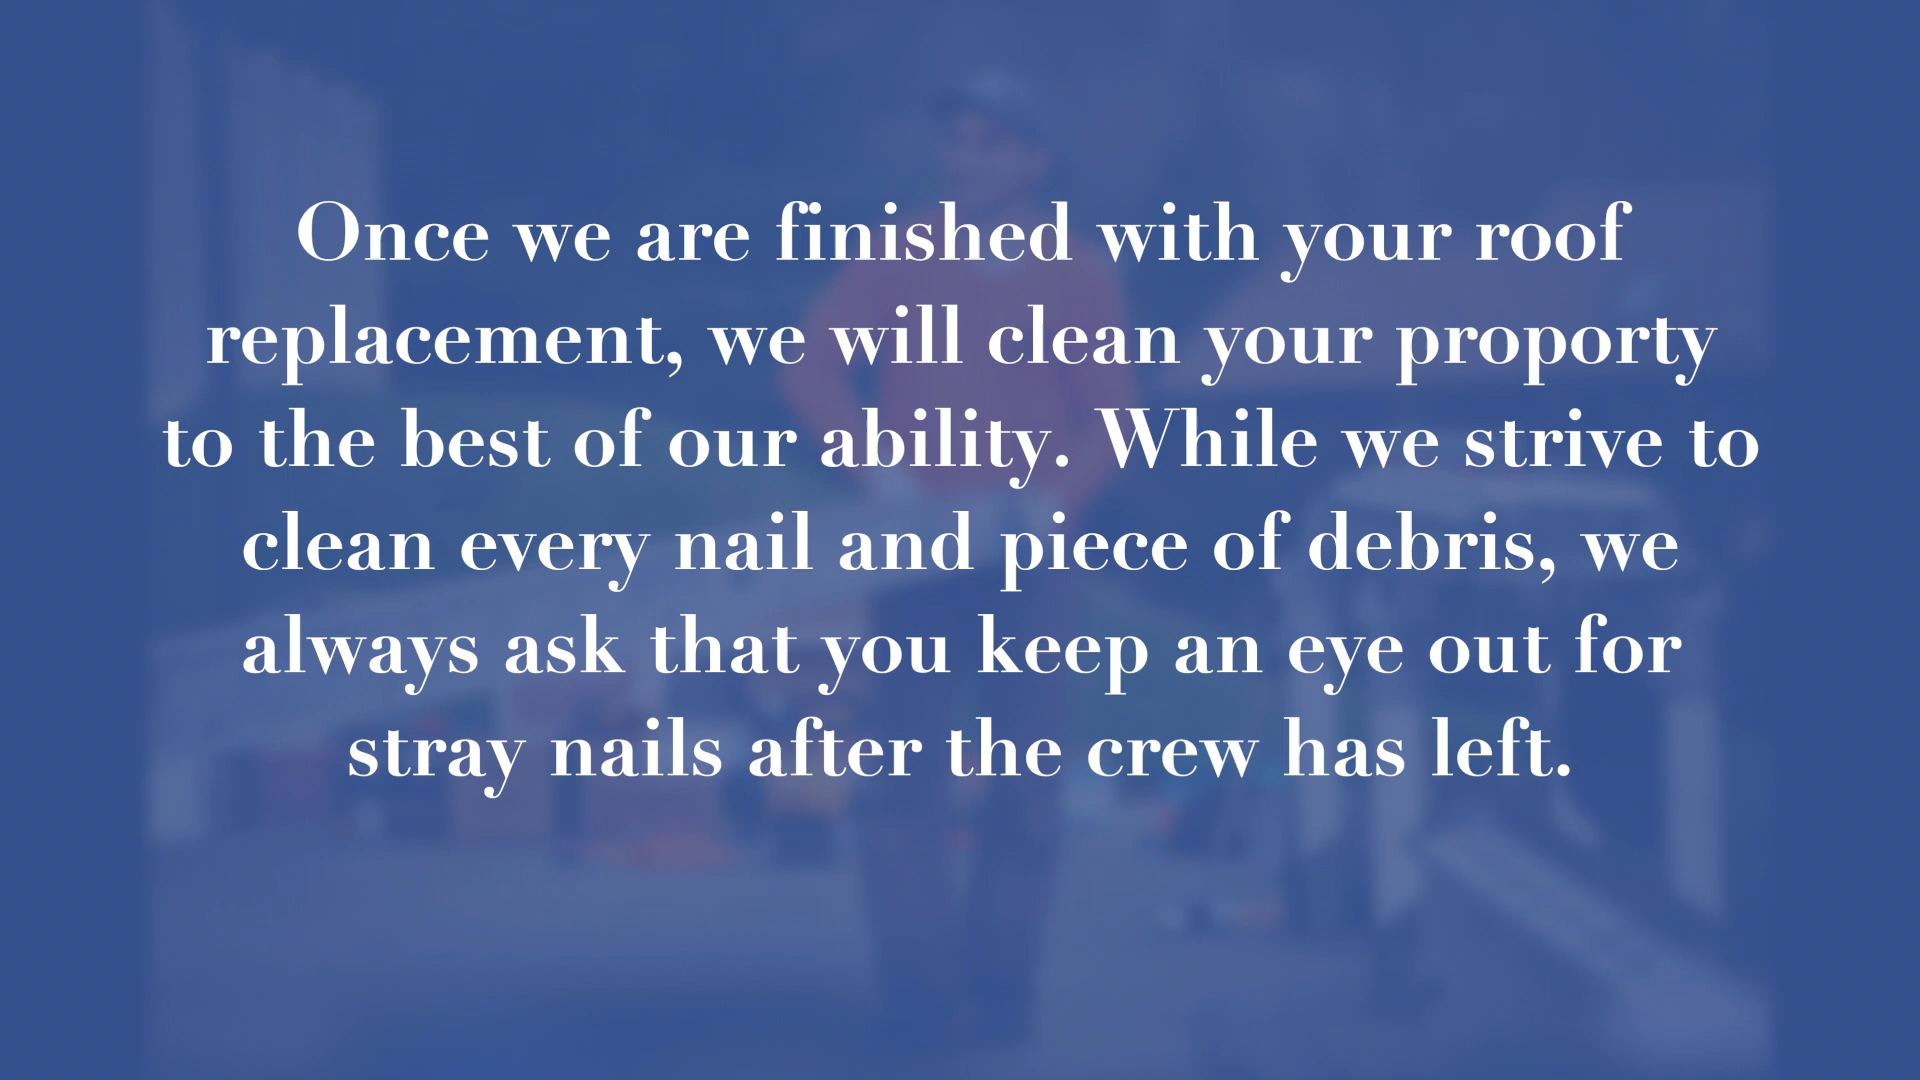 Once we are finished with your roof
replacement, we will clean your proporty
to the best of our ability. While we strive to
clean every nail and piece of debris, we
always ask that you keep an eye out for
stray nails after the crew has left.